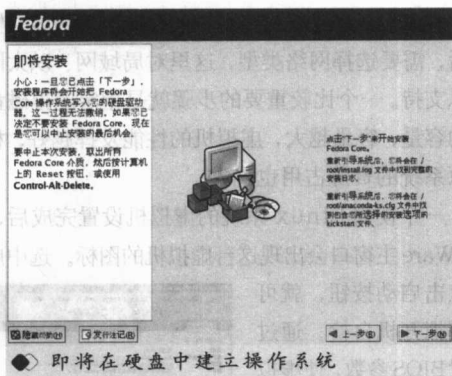 Fedora
即将安装
小心：一旦您已点击「下一步」，
安装程序将会开始把 Fedora
Core 操作系统写入您的硬盘驱动
器。这一过程无法撤销。如果您已
决定不要安装 Fedora Core，现在
是您可以中止安装的最后机会。
要中止本次安装，取出所有
Fedora Core 介质，然后按计算机
上的 Reset 按钮，或使用
Control-Alt-Delete.
点击“下一步”来开始安装
Fedora Core。
重新引导系统后，您将会在 /
root/install.log 文件中找到完整的
安装日志。
重新引导系统后，您将会在 /
root/anaconda-ks.cfg 文件中找
到包含您所选择的安装选项的
kickstart 文件。
隐藏的帮助(H)
发行注记(R)
上一步(B)
下一步(N)
即将在硬盘中建立操作系统